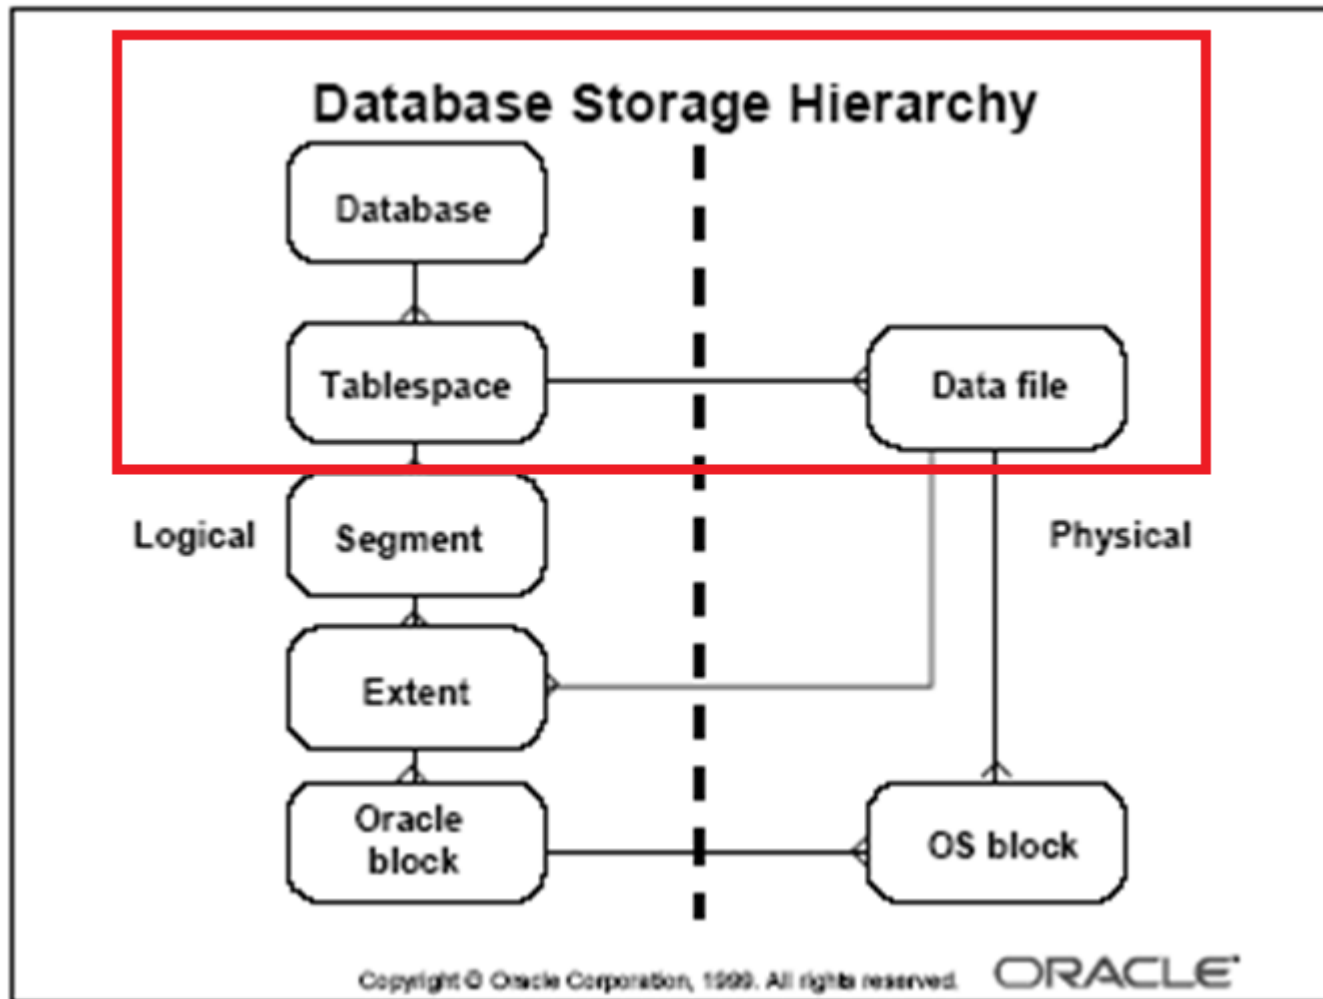 Database Storage Hierarchy
Database
Tablespace
Data file
Logical
Segment
Physical
Extent
Oracle
block
OS block
Copyright © Oracle Corporation, 1999. All rights reserved.
ORACLE